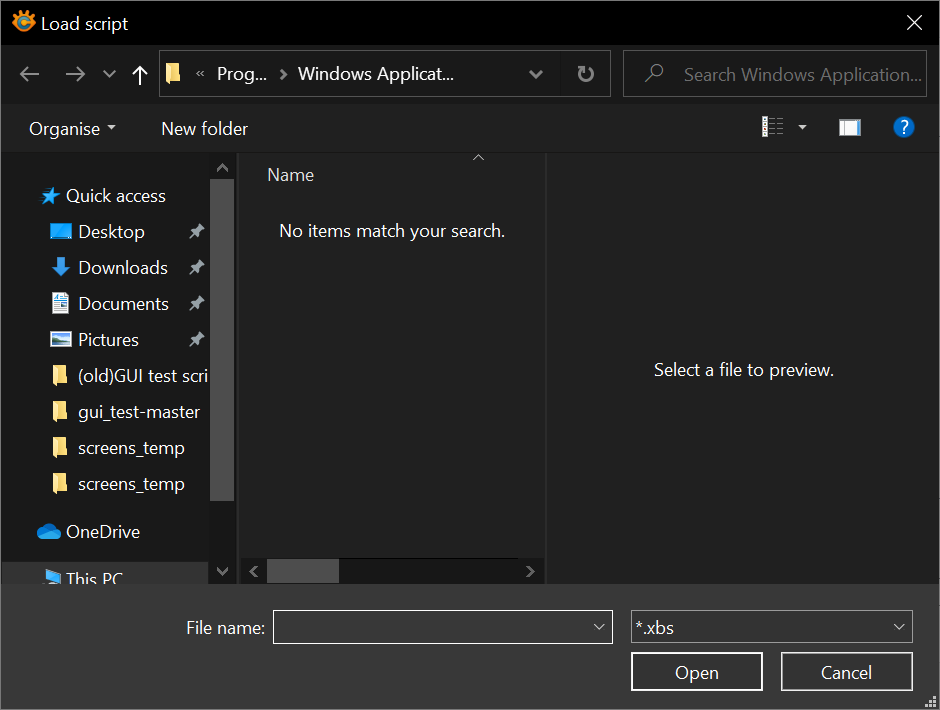 Load script
« Prog... > Windows Applicat...
Search Windows Application...
Organise
New folder
?
Name
No items match your search.
Select a file to preview.
Quick access
Desktop
Downloads
Documents
Pictures
(old)GUI test scri
gui_test-master
screens_temp
screens_temp
OneDrive
This PC
File name:
*.xbs
Open
Cancel